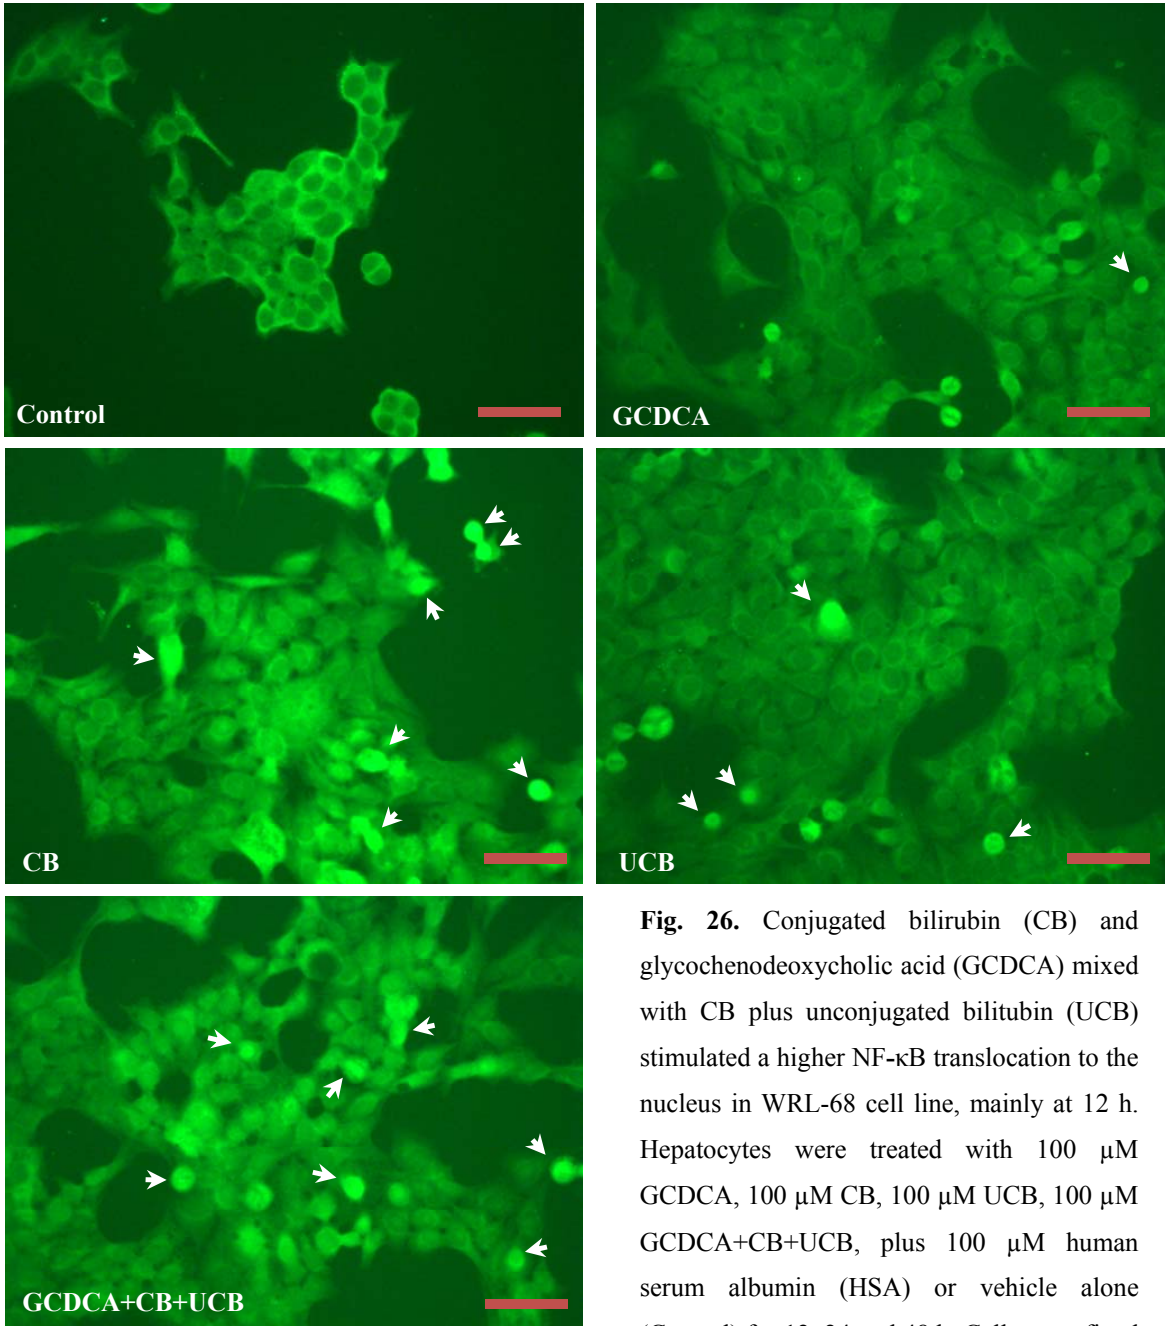 Control
GCDCA
CB
UCB
GCDCA+CB+UCB
Fig. 26. Conjugated bilirubin (CB) and
glycochenodeoxycholic acid (GCDCA) mixed
with CB plus unconjugated bilitubin (UCB)
stimulated a higher NF-κB translocation to the
nucleus in WRL-68 cell line, mainly at 12 h.
Hepatocytes were treated with 100 µM
GCDCA, 100 µM CB, 100 µM UCB, 100 µM
GCDCA+CB+UCB, plus 100 µM human
serum albumin (HSA) or vehicle alone